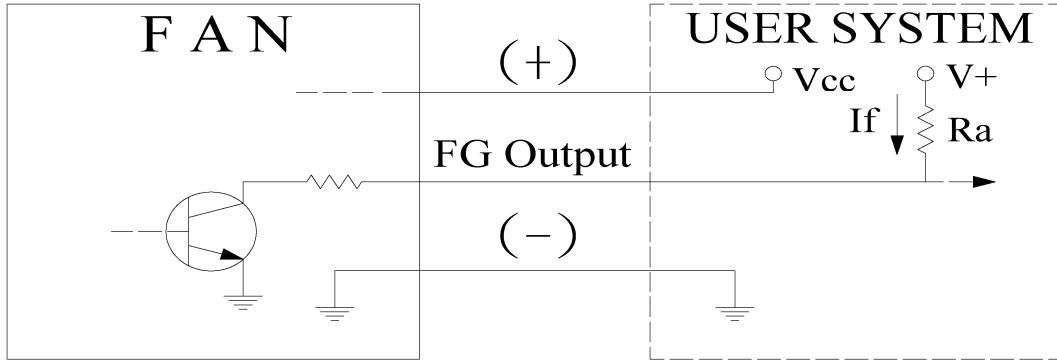 F A N
USER SYSTEM
(+)
Vcc
V+
If
Ra
FG Output
(-)